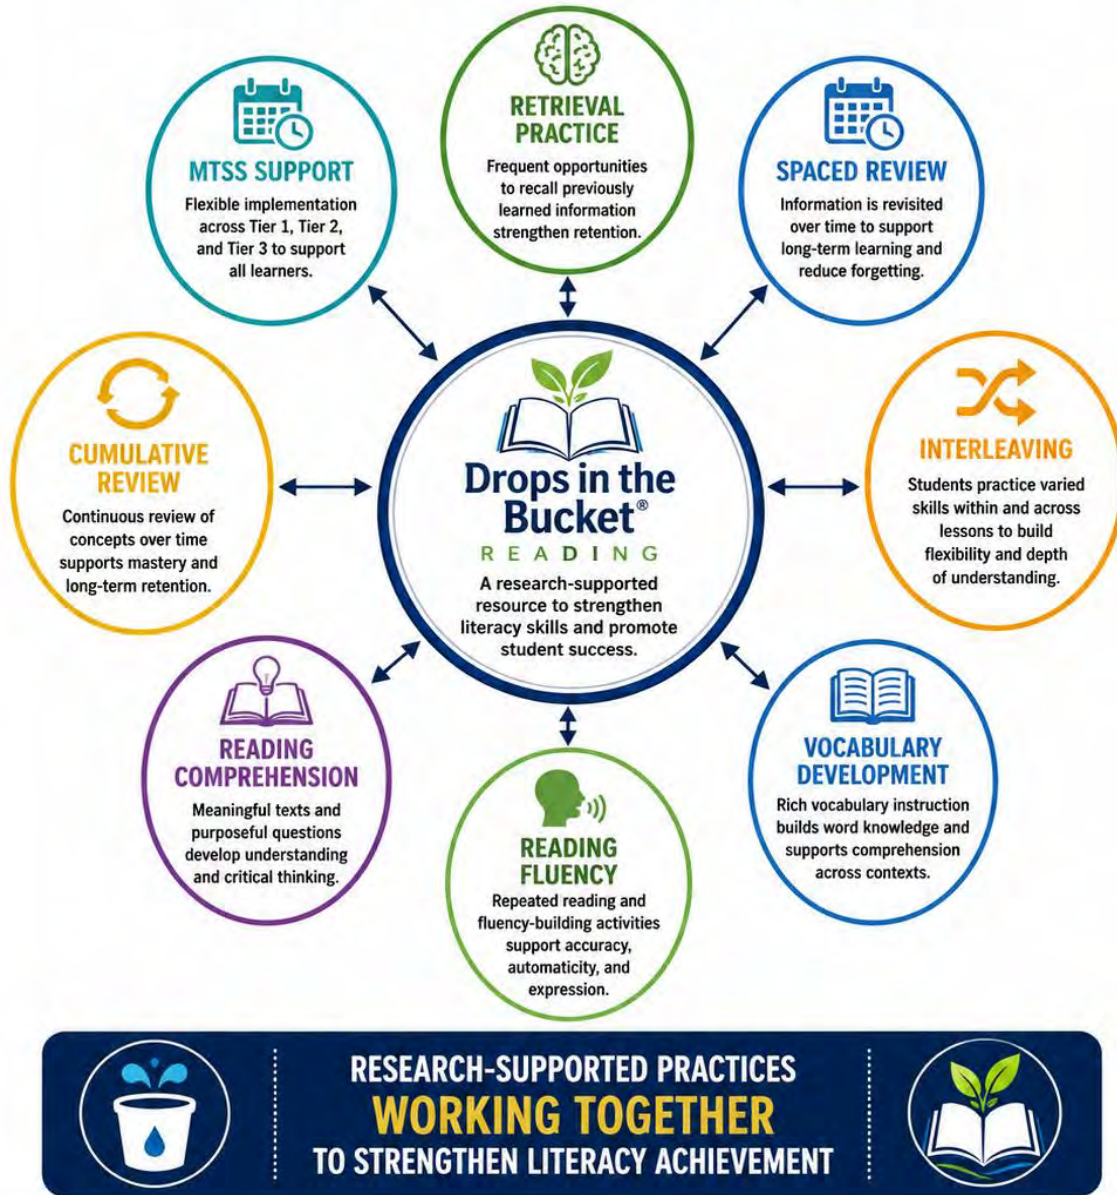 RETRIEVAL
PRACTICE
Frequent opportunities
to recall previously
learned information
strengthen retention.
MTSS SUPPORT
Flexible implementation
across Tier 1, Tier 2,
and Tier 3 to support
all learners.
SPACED REVIEW
Information is revisited
over time to support
long-term learning and
reduce forgetting.
CUMULATIVE
REVIEW
Continuous review of
concepts over time
supports mastery and
long-term retention.
Drops in the
Bucket®
READING
A research-supported
resource to strengthen
literacy skills and promote
student success.
INTERLEAVING
Students practice varied
skills within and across
lessons to build
flexibility and depth
of understanding.
READING
COMPREHENSION
Meaningful texts and
purposeful questions
develop understanding
and critical thinking.
READING
FLUENCY
Repeated reading and
fluency-building activities
support accuracy,
automaticity, and
expression.
VOCABULARY
DEVELOPMENT
Rich vocabulary instruction
builds word knowledge and
supports comprehension
across contexts.
RESEARCH-SUPPORTED PRACTICES
WORKING TOGETHER
TO STRENGTHEN LITERACY ACHIEVEMENT